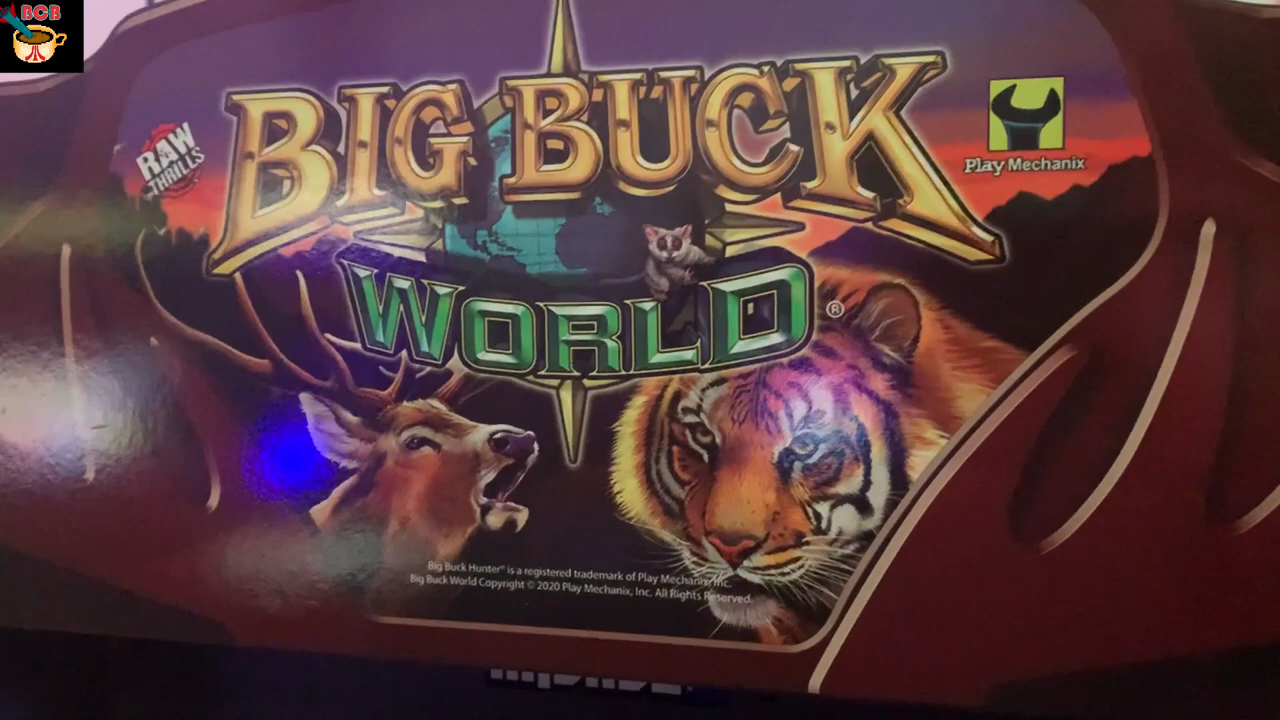 BCB
BIG BUCK
WORLD®
RAW
THRILLS
Play Mechanix
Big Buck Hunter® is a registered trademark of Play Mechanix, Inc.
Big Buck World Copyright © 2020 Play Mechanix, Inc. All Rights Reserved.